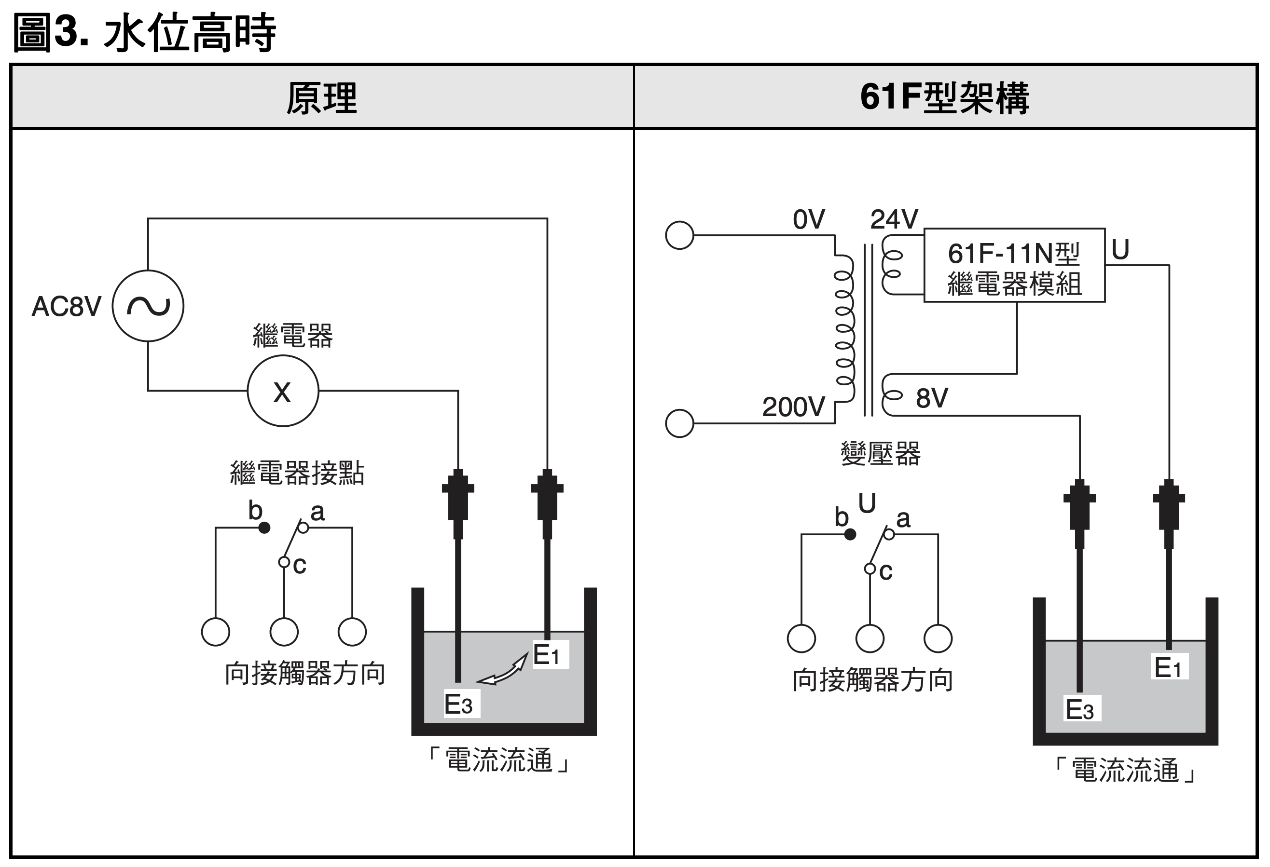 圖3. 水位高時
原理
61F型架構
AC8V
繼電器
X
繼電器接點
b
a
c
向接觸器方向
E1
E3
「電流流通」
0V
24V
61F-11N型
繼電器模組
U
200V
8V
變壓器
U
b
a
c
向接觸器方向
E1
E3
「電流流通」